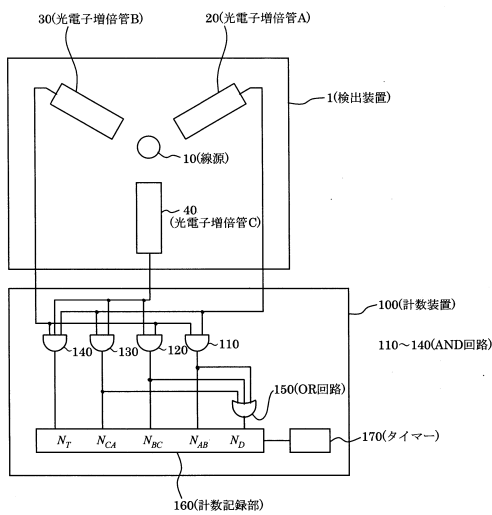 30(光電子増倍管B)
20(光電子増倍管A)
1(検出装置)
10(線源)
40
(光電子増倍管C)
100(計数装置)
140
130
120
110
110〜140(AND回路)
150(OR回路)
N_T
N_CA
N_BC
N_AB
N_D
170(タイマー)
160(計数記録部)